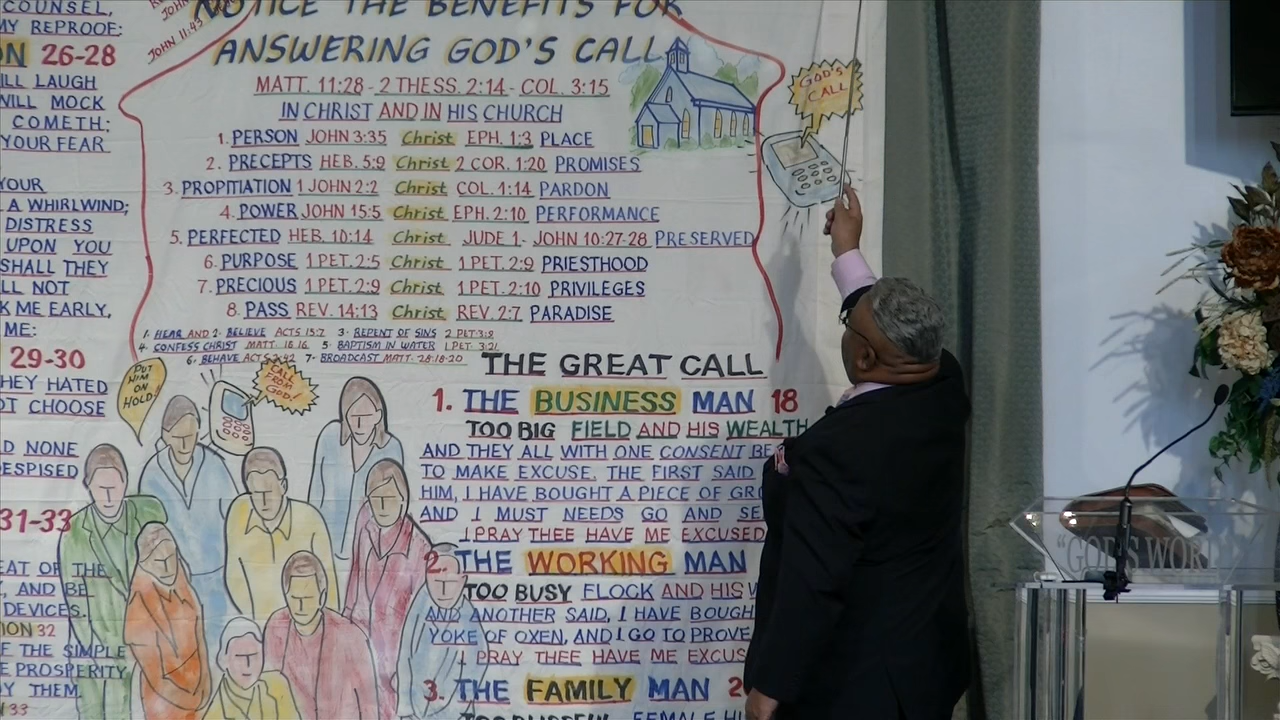 COUNSEL,
MY REPROOF:
ON 26-28
ILL LAUGH
WILL MOCK
COMETH;
YOUR FEAR
YOUR
A WHIRLWIND;
DISTRESS
UPON YOU
SHALL THEY
LL NOT
K ME EARLY,
ME:
29-30
HEY HATED
OT CHOOSE
D NONE
ESPISED
31-33
EAT OF THE
, AND BE
DEVICES.
ION 32
F THE SIMPLE
E PROSPERITY
OY THEM.
33
JOHN 11:43
NOTICE THE BENEFITS FOR
ANSWERING GOD'S CALL
MATT. 11:28 - 2 THESS. 2:14 - COL. 3:15
IN CHRIST AND IN HIS CHURCH
1. PERSON JOHN 3:35 Christ EPH. 1:3 PLACE
2. PRECEPTS HEB. 5:9 Christ 2 COR. 1:20 PROMISES
3. PROPITIATION 1 JOHN 2:2 Christ COL. 1:14 PARDON
4. POWER JOHN 15:5 Christ EPH. 2:10 PERFORMANCE
5. PERFECTED HEB. 10:14 Christ JUDE 1- JOHN 10:27-28 PRESERVED
6. PURPOSE 1 PET. 2:5 Christ 1 PET. 2:9 PRIESTHOOD
7. PRECIOUS 1 PET. 2:9 Christ 1 PET. 2:10 PRIVILEGES
8. PASS REV. 14:13 Christ REV. 2:7 PARADISE
1. HEAR AND 2. BELIEVE ACTS 15:7 3. REPENT OF SINS 2 PET 3:9
4. CONFESS CHRIST MATT. 16:16 5. BAPTISM IN WATER 1 PET. 3:21
6. BEHAVE ACTS 2:42 7. BROADCAST MATT. 28:18-20
GOD'S
CALL
PUT
HIM
ON
HOLD!
CALL
FROM
GOD!
THE GREAT CALL
1. THE BUSINESS MAN 18
TOO BIG FIELD AND HIS WEALTH
AND THEY ALL WITH ONE CONSENT BE
TO MAKE EXCUSE. THE FIRST SAID
HIM, I HAVE BOUGHT A PIECE OF GR
AND I MUST NEEDS GO AND SE
I PRAY THEE HAVE ME EXCUSED
2. THE WORKING MAN
TOO BUSY FLOCK AND HIS
AND ANOTHER SAID, I HAVE BOUGH
YOKE OF OXEN, AND I GO TO PROVE
I PRAY THEE HAVE ME EXCUS
3. THE FAMILY MAN 2
"GOD'S WORD